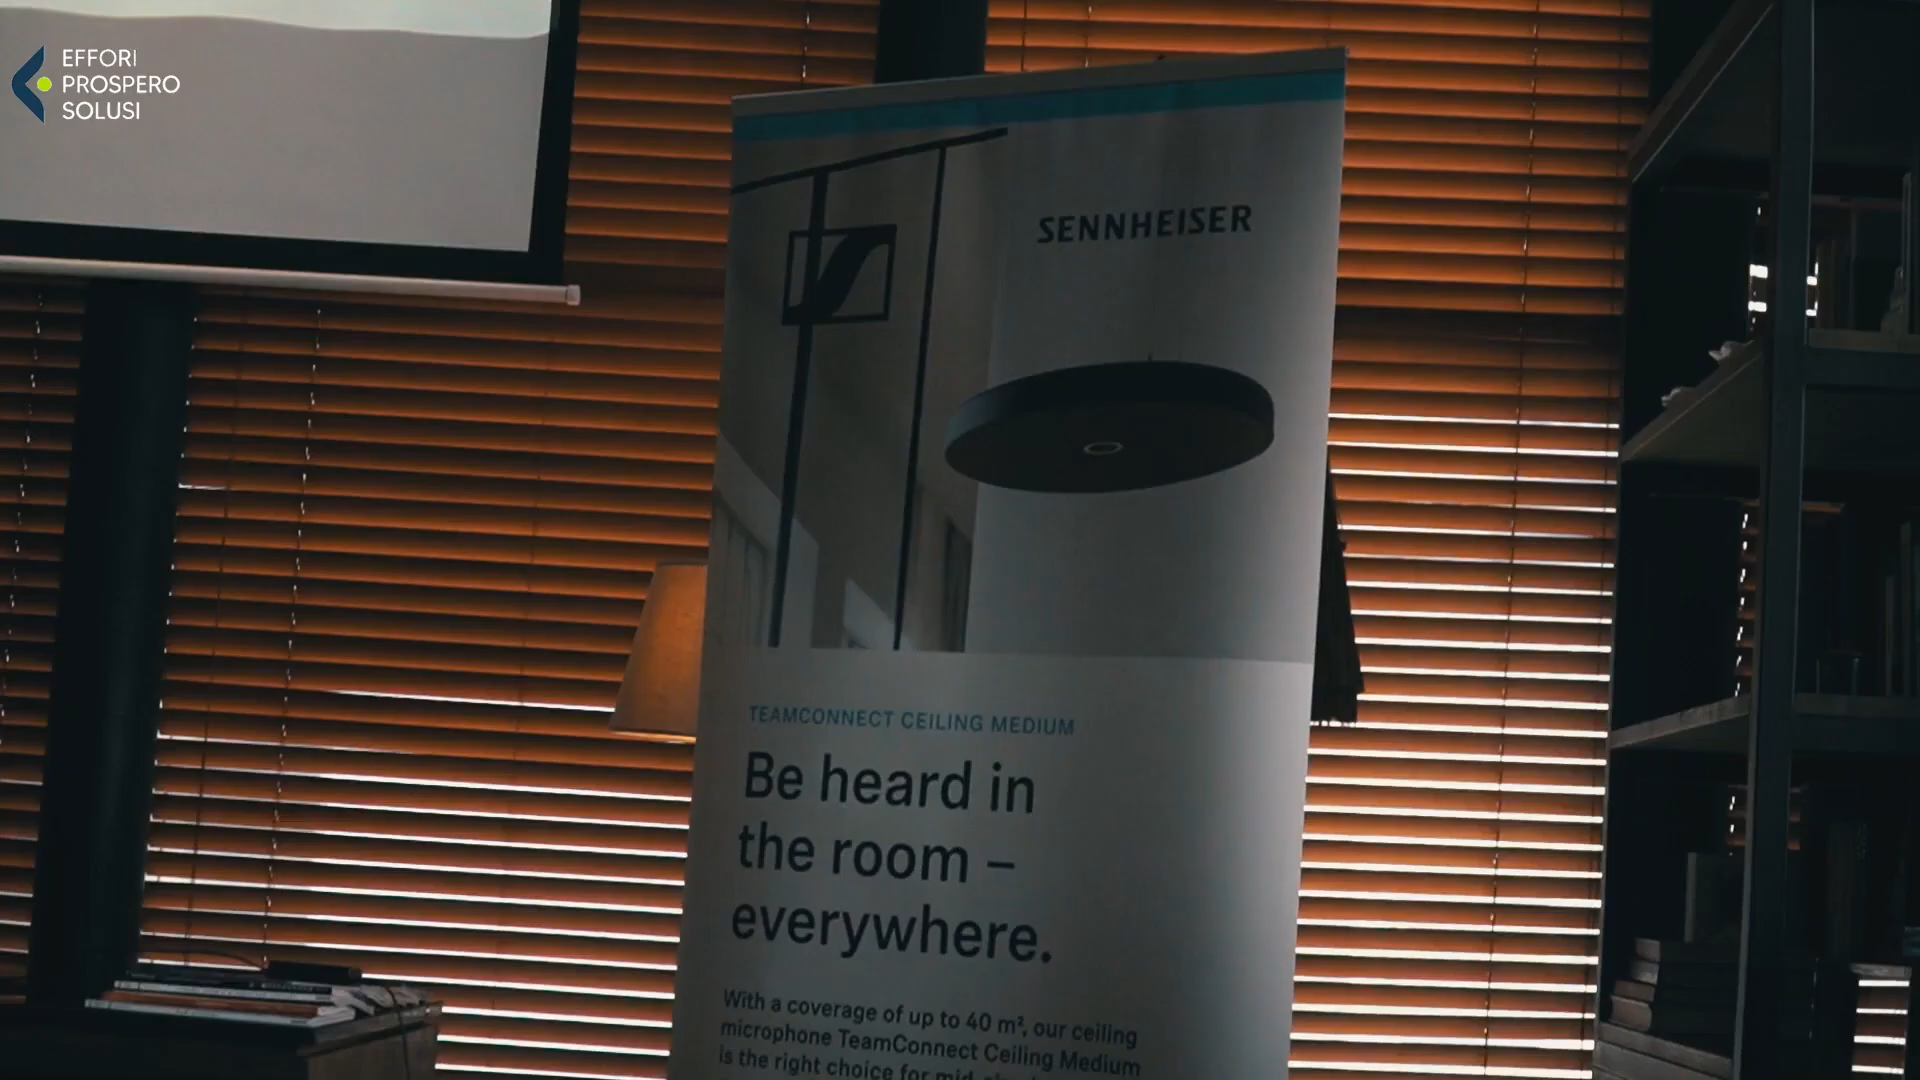 EFFORI
PROSPERO
SOLUSI
SENNHEISER
TEAMCONNECT CEILING MEDIUM
Be heard in
the room –
everywhere.
With a coverage of up to 40 m², our ceiling
microphone TeamConnect Ceiling Medium
is the right choice for